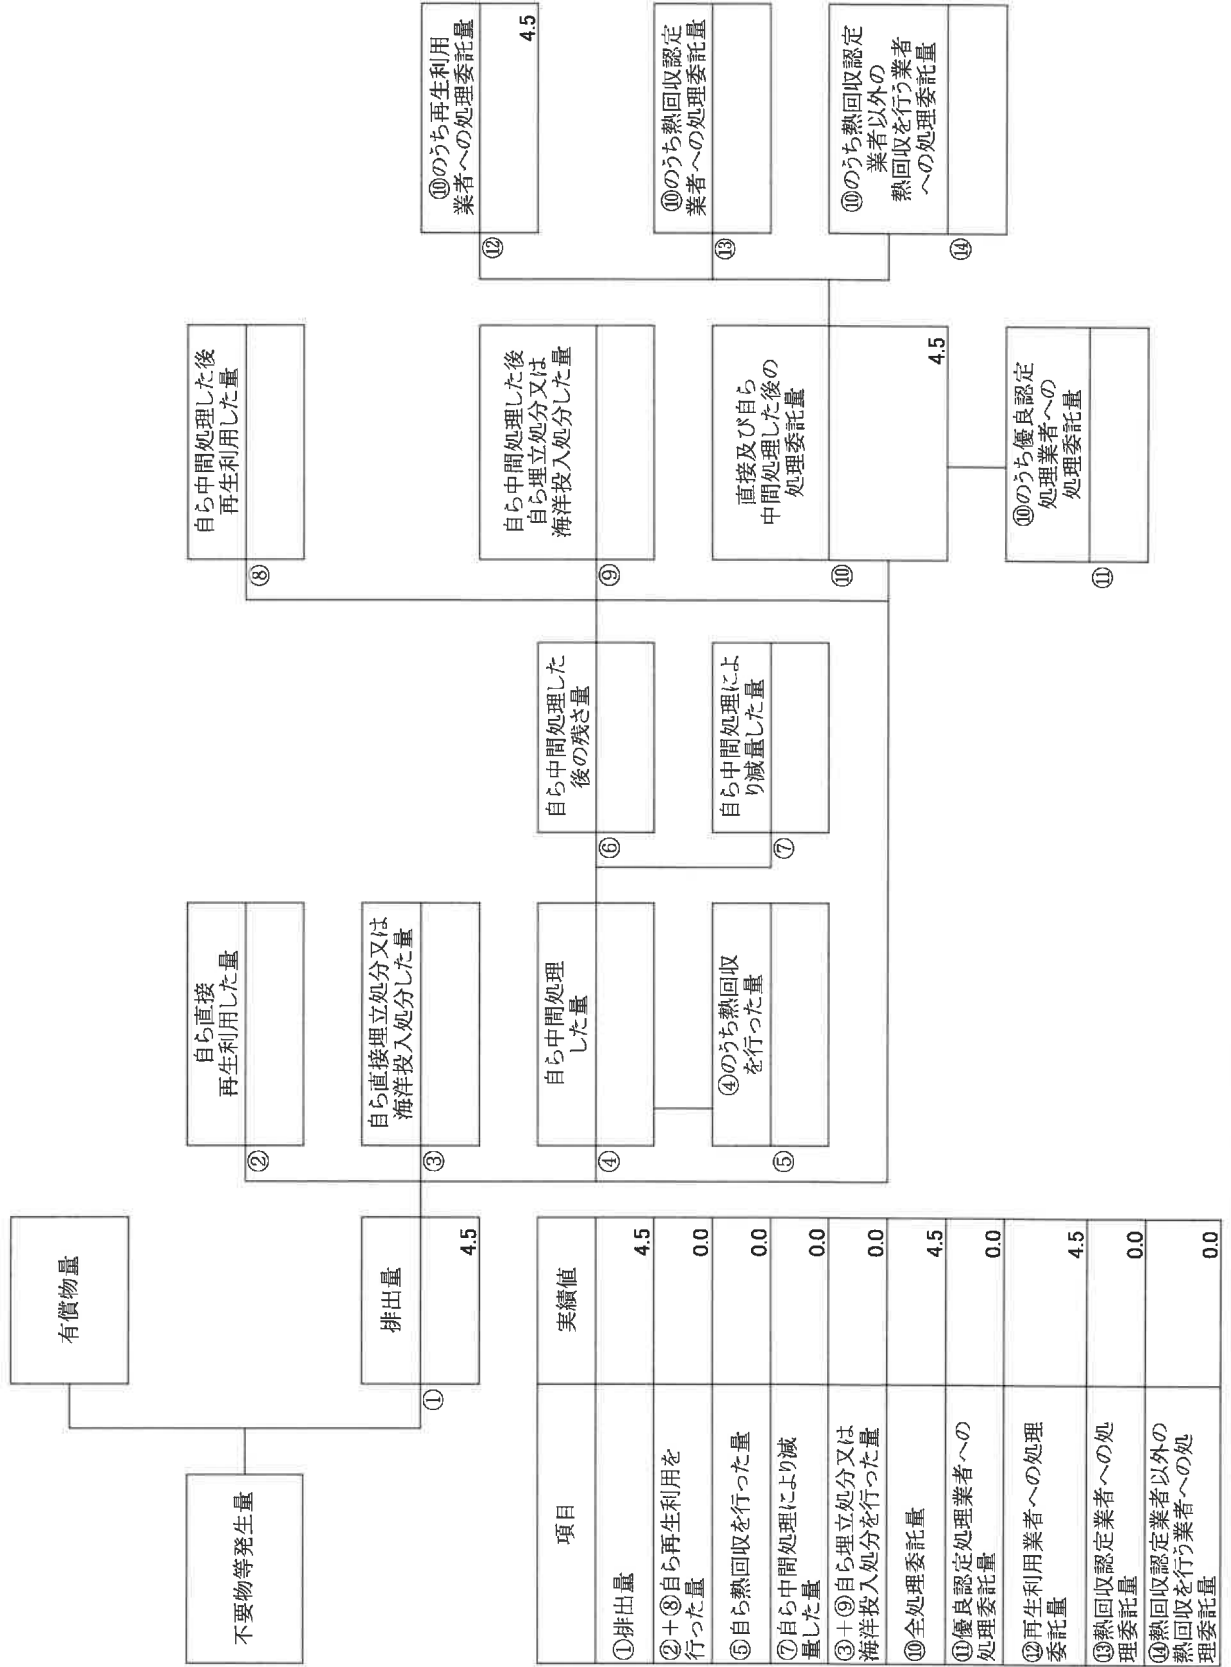 不要物等発生量
有償物量
①
排出量
4.5
②
自ら直接
再生利用した量
③
自ら直接埋立処分又は
海洋投入処分した量
④
自ら中間処理
した量
⑤
④のうち熱回収
を行った量
⑥
自ら中間処理した
後の残さ量
⑦
自ら中間処理によ
り減量した量
⑧
自ら中間処理した後
再生利用した量
⑨
自ら中間処理した後
自ら埋立処分又は
海洋投入処分した量
⑩
直接及び自ら
中間処理した後の
処理委託量
4.5
⑪
⑩のうち優良認定
処理業者への
処理委託量
⑫
⑩のうち再生利用
業者への処理委託量
4.5
⑬
⑩のうち熱回収認定
業者への処理委託量
⑭
⑩のうち熱回収認定
業者以外の
熱回収を行う業者
への処理委託量
項目 実績値
①排出量 4.5
②+⑧自ら再生利用を
行った量 0.0
⑤自ら熱回収を行った量 0.0
⑦自ら中間処理により減
量した量 0.0
③+⑨自ら埋立処分又は
海洋投入処分を行った量 0.0
⑩全処理委託量 4.5
⑪優良認定処理業者への
処理委託量 0.0
⑫再生利用業者への処理
委託量 4.5
⑬熱回収認定業者への処
理委託量 0.0
⑭熱回収認定業者以外の
熱回収を行う業者への処
理委託量 0.0